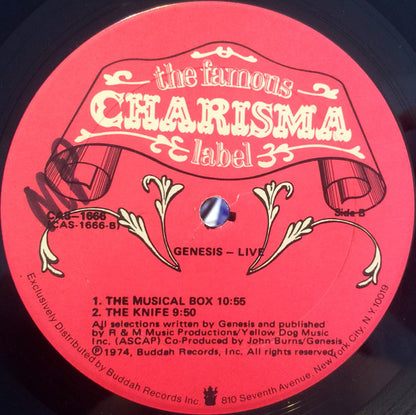 the famous
CHARISMA
label
CAS-1666
(CAS-1666-B)
Side B
GENESIS – LIVE
1. THE MUSICAL BOX 10:55
2. THE KNIFE 9:50
All selections written by Genesis and published
by R & M Music Productions/Yellow Dog Music
Inc. (ASCAP) Co-Produced by John Burns/Genesis
℗1974, Buddah Records, Inc. All rights reserved
Exclusively Distributed by Buddah Records Inc. 810 Seventh Avenue, New York City, N.Y. 10019